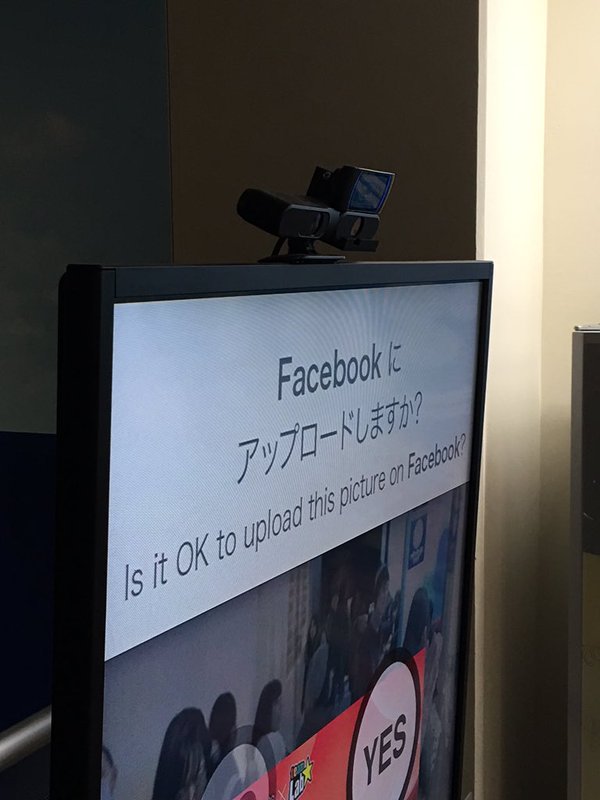 Facebook に
アップロードしますか?
Is it OK to upload this picture on Facebook?
Lab
YES